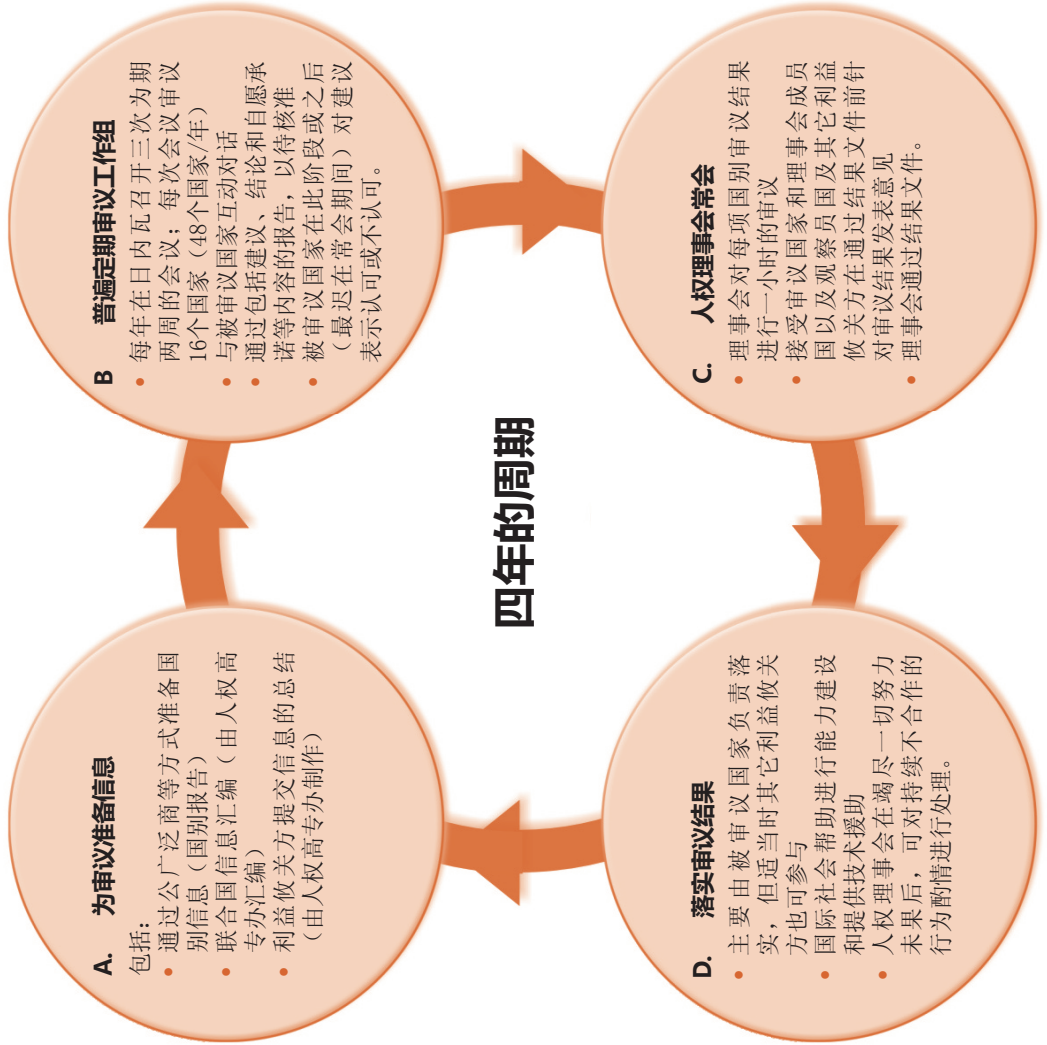 A. 为审议准备信息
包括:
• 通过公广泛商等方式准备国
别信息（国别报告）
• 联合国信息汇编（由人权高
专办汇编）
• 利益攸关方提交信息的总结
（由人权高专办制作）
B 普遍定期审议工作组
• 每年在日内瓦召开三次为期
两周的会议；每次会议审议
16个国家（48个国家/年）
• 与被审议国家互动对话
• 通过包括建议、结论和自愿承
诺等内容的报告，以待核准
• 被审议国家在此阶段或之后
（最迟在常会期间）对建议
表示认可或不认可。
四年的周期
C. 人权理事会常会
• 理事会对每项国别审议结果
进行一小时的审议
• 接受审议国家和理事会成员
国以及观察员国及其它利益
攸关方在通过结果文件前针
对审议结果发表意见
• 理事会通过结果文件。
D. 落实审议结果
• 主要由被审议国家负责落
实，但适当时其它利益攸关
方也可参与
• 国际社会帮助进行能力建设
和提供技术援助
• 人权理事会在竭尽一切努力
未果后，可对持续不合作的
行为酌情进行处理。